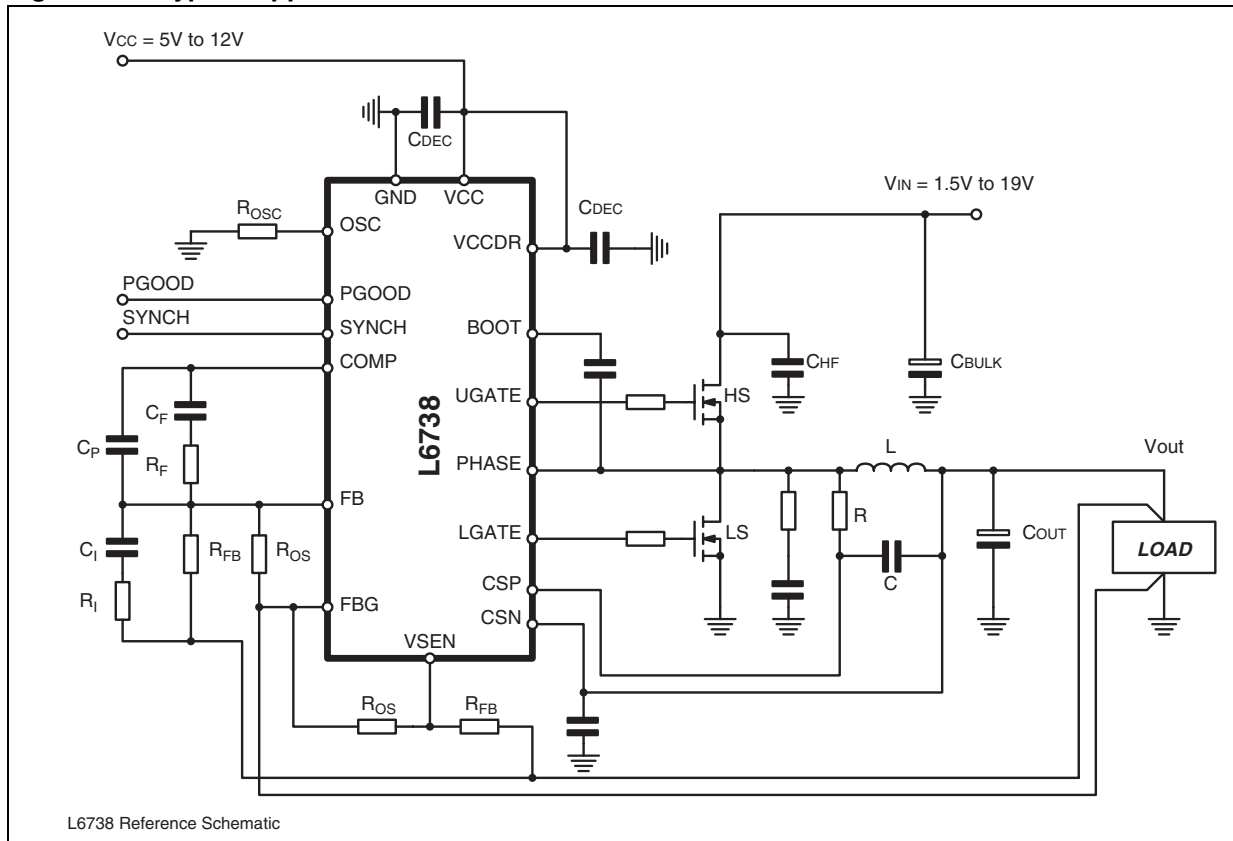 VCC = 5V to 12V
CDEC
GND VCC
VIN = 1.5V to 19V
ROSC
OSC
CDEC
VCCDR
PGOOD
PGOOD
SYNCH
SYNCH
BOOT
COMP
CHF
CBULK
UGATE
HS
CF
CP
RF
L6738
PHASE
L
Vout
FB
R
LGATE
LS
COUT
LOAD
CI
RFB
ROS
C
CSP
RI
FBG
CSN
VSEN
ROS
RFB
L6738 Reference Schematic